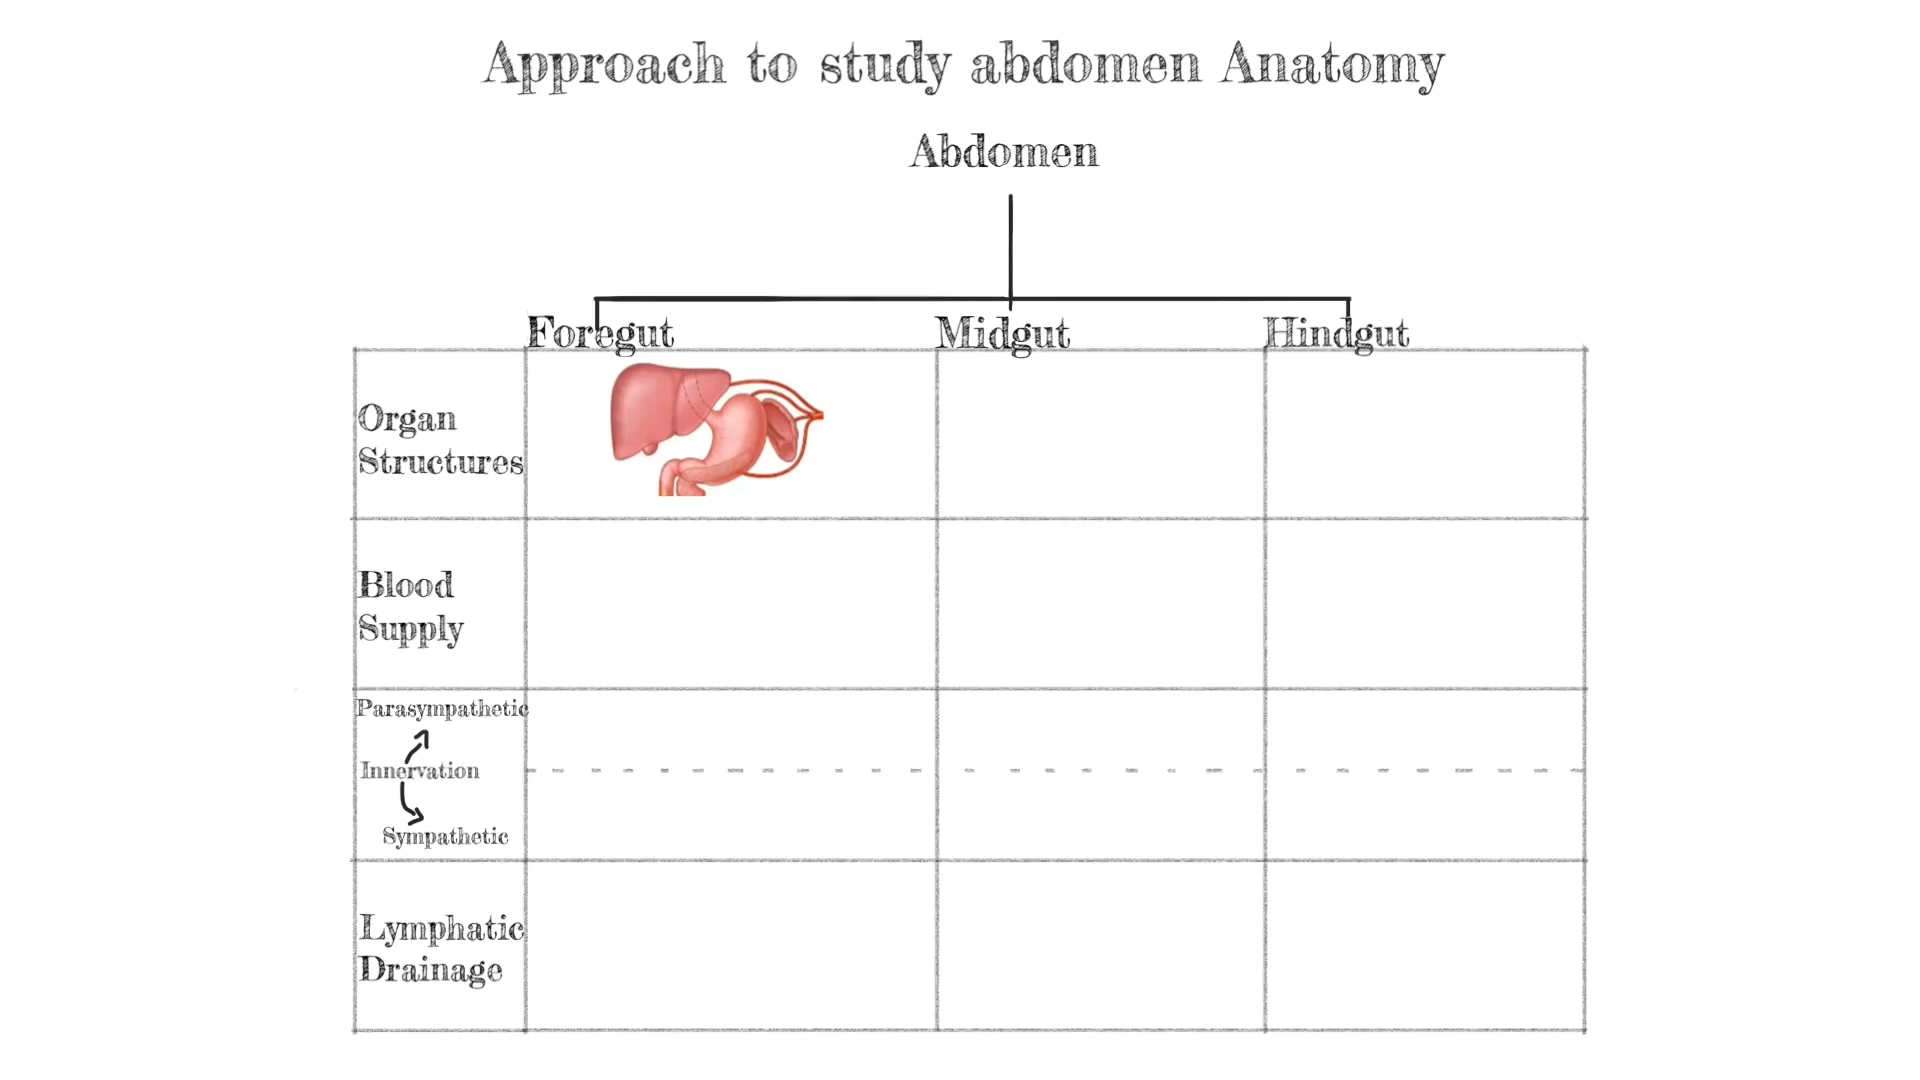 Approach to study abdomen Anatomy
Abdomen
Foregut
Midgut
Hindgut
Organ
Structures
Blood
Supply
Parasympathetic
Innervation
Sympathetic
Lymphatic
Drainage